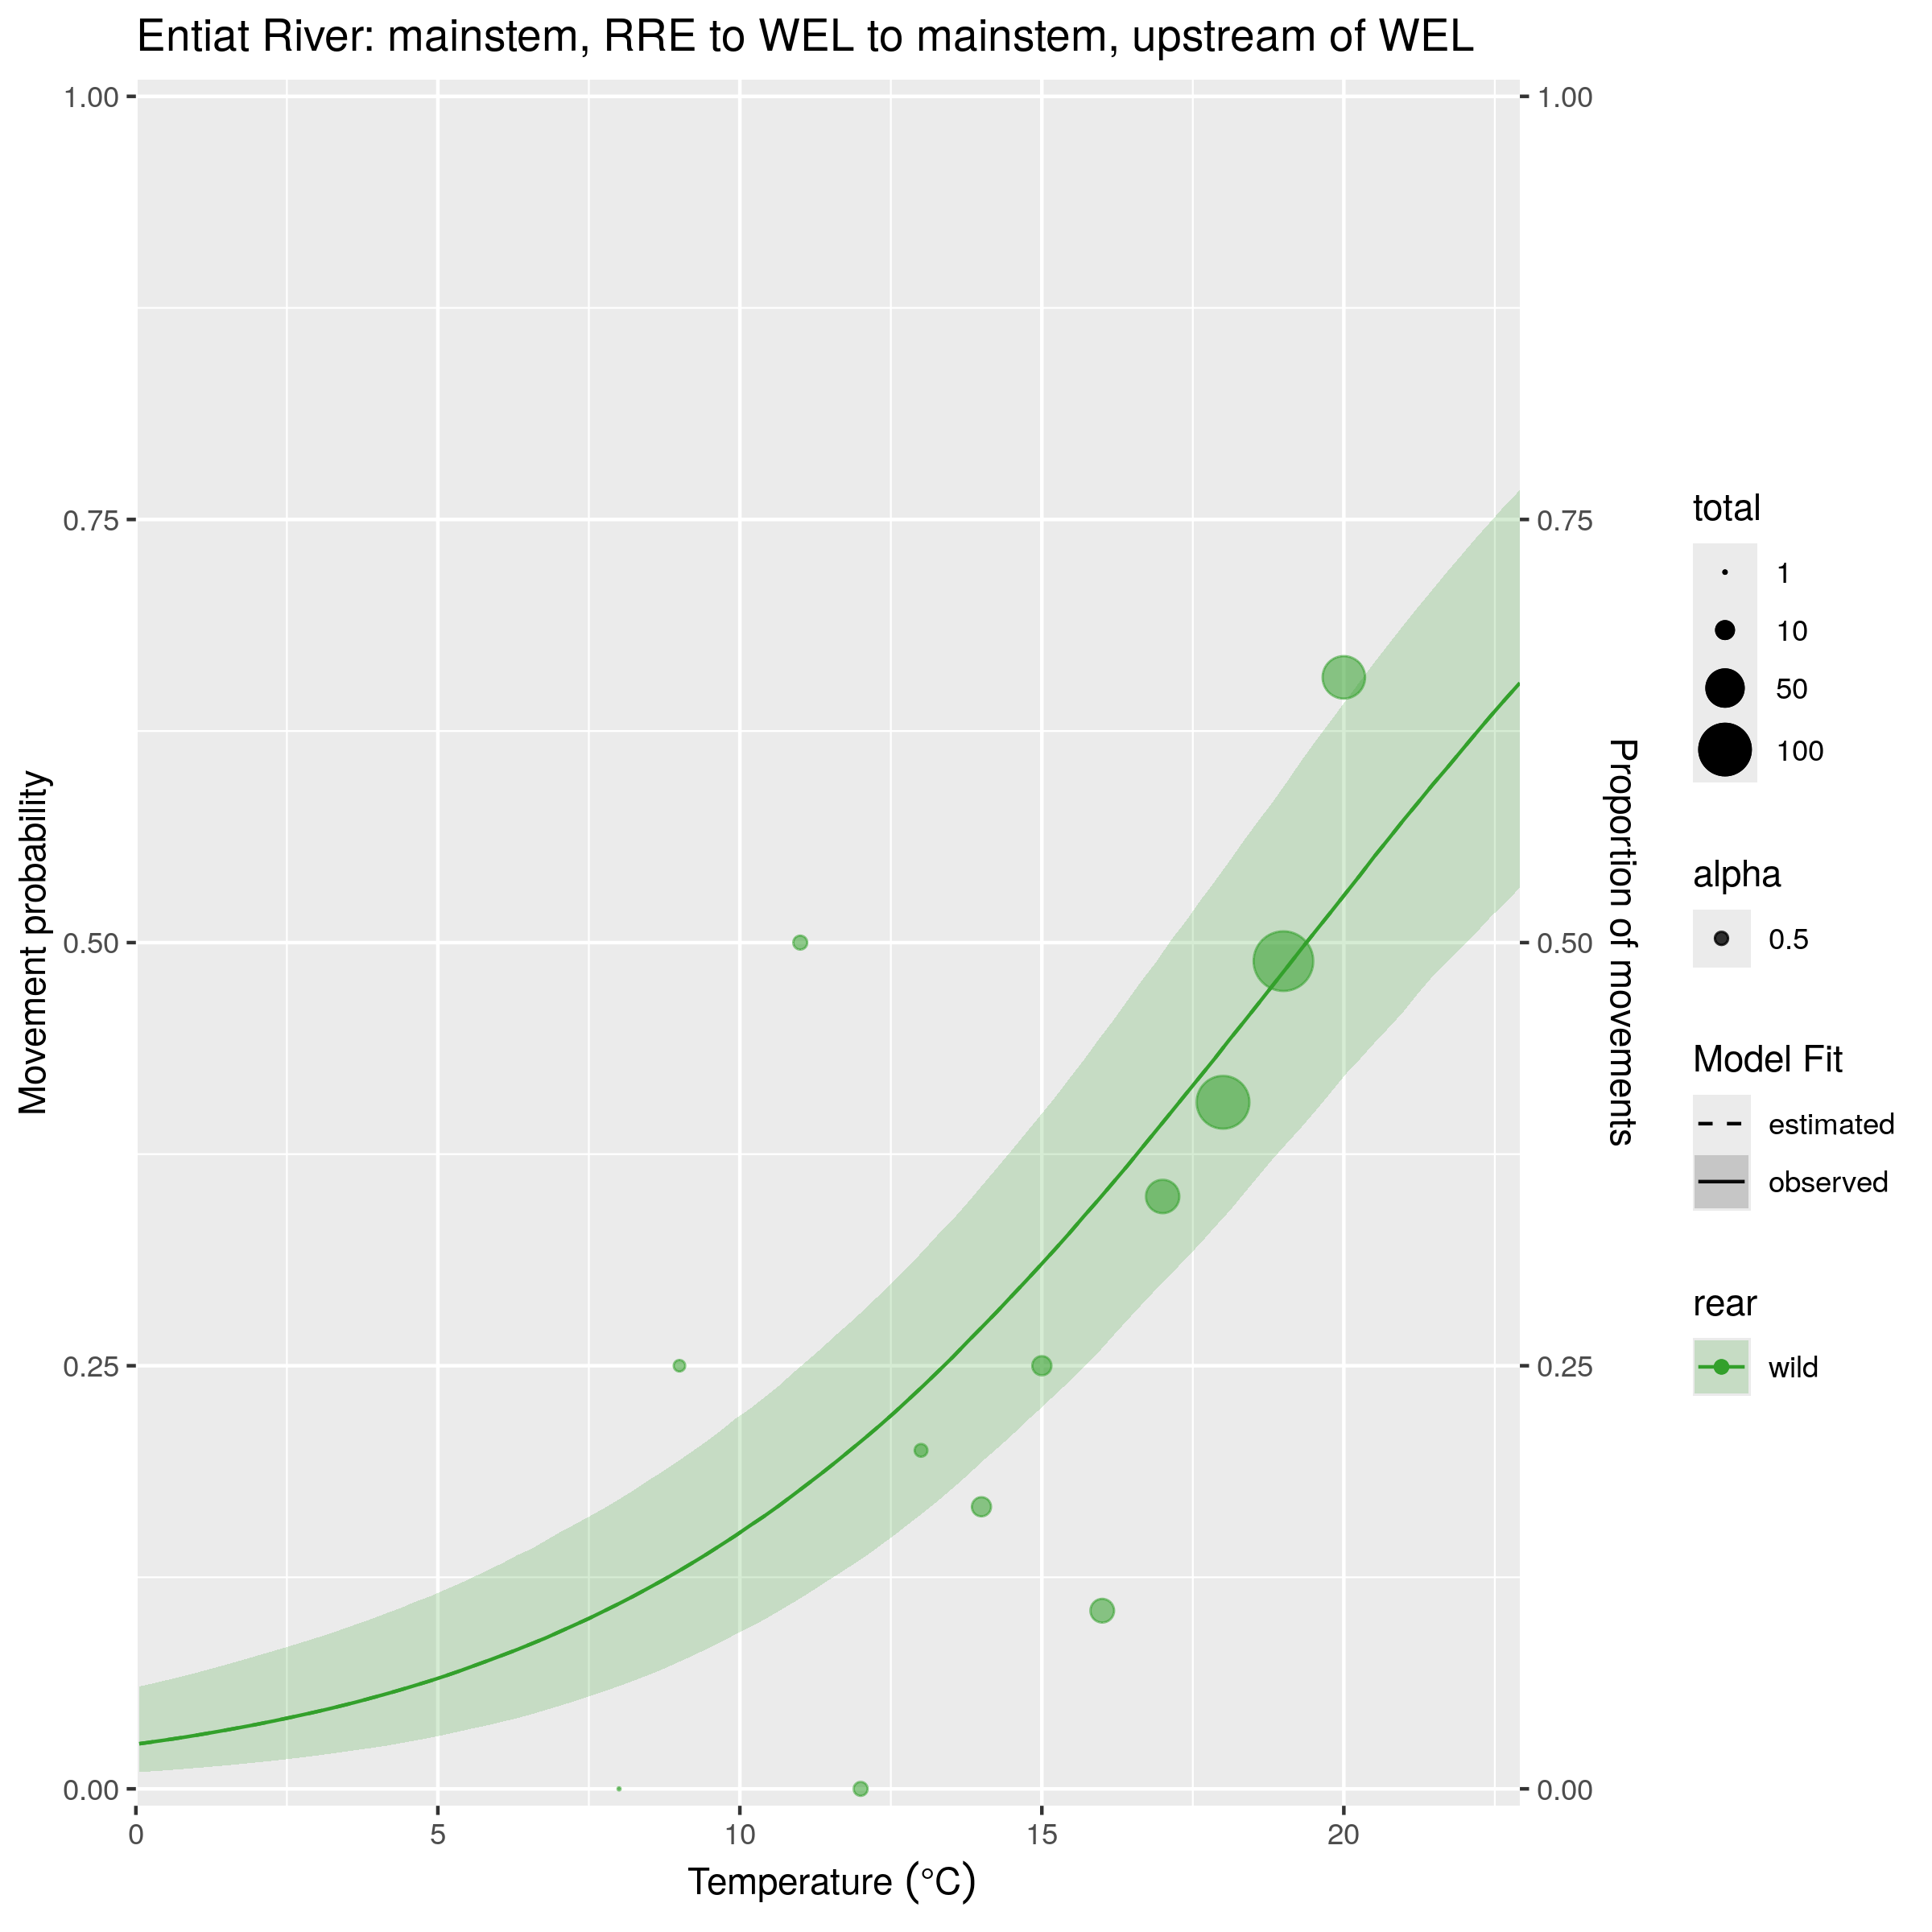 Entiat River: mainstem, RRE to WEL to mainstem, upstream of WEL
Movement probability
1.00
0.75
0.50
0.25
0.00
0
5
10
15
20
Temperature (°C)
1.00
0.75
0.50
0.25
0.00
Proportion of movements
total
1
10
50
100
alpha
0.5
Model Fit
estimated
observed
rear
wild